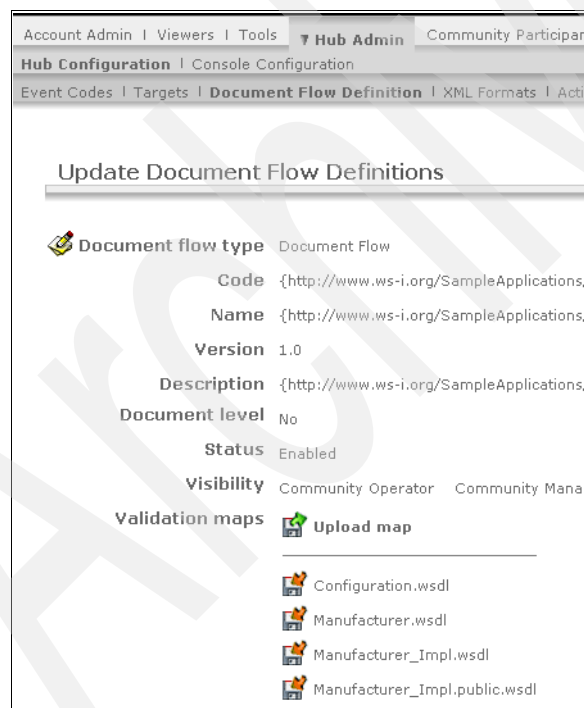 Account Admin I Viewers I Tools Hub Admin Community Participan
Hub Configuration I Console Configuration
Event Codes I Targets I Document Flow Definition I XML Formats I Acti
Update Document Flow Definitions
Document flow type Document Flow
Code {http://www.ws-i.org/SampleApplications/
Name {http://www.ws-i.org/SampleApplications/
Version 1.0
Description {http://www.ws-i.org/SampleApplications/
Document level No
Status Enabled
Visibility Community Operator Community Mana
Validation maps Upload map
Configuration.wsdl
Manufacturer.wsdl
Manufacturer_Impl.wsdl
Manufacturer_Impl.public.wsdl